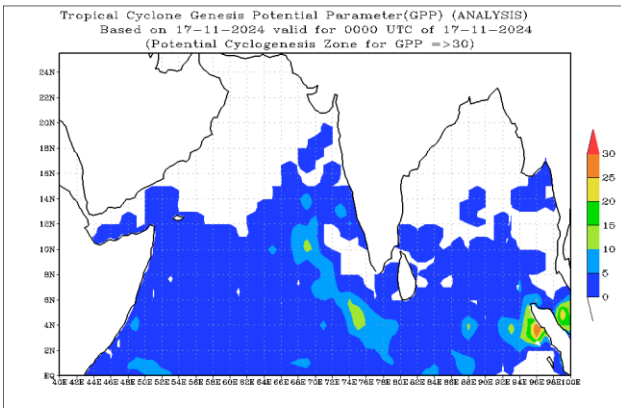 Tropical Cyclone Genesis Potential Parameter(GPP) (ANALYSIS)
Based on 17-11-2024 valid for 0000 UTC of 17-11-2024
(Potential Cyclogenesis Zone for GPP =>30)
24N
22N
20N
18N
16N
14N
12N
10N
8N
6N
4N
2N
EQ
40E 42E 44E 46E 48E 50E 52E 54E 56E 58E 60E 62E 64E 66E 68E 70E 72E 74E 76E 78E 80E 82E 84E 86E 88E 90E 92E 94E 96E 98E 100E
30
25
20
15
10
5
0